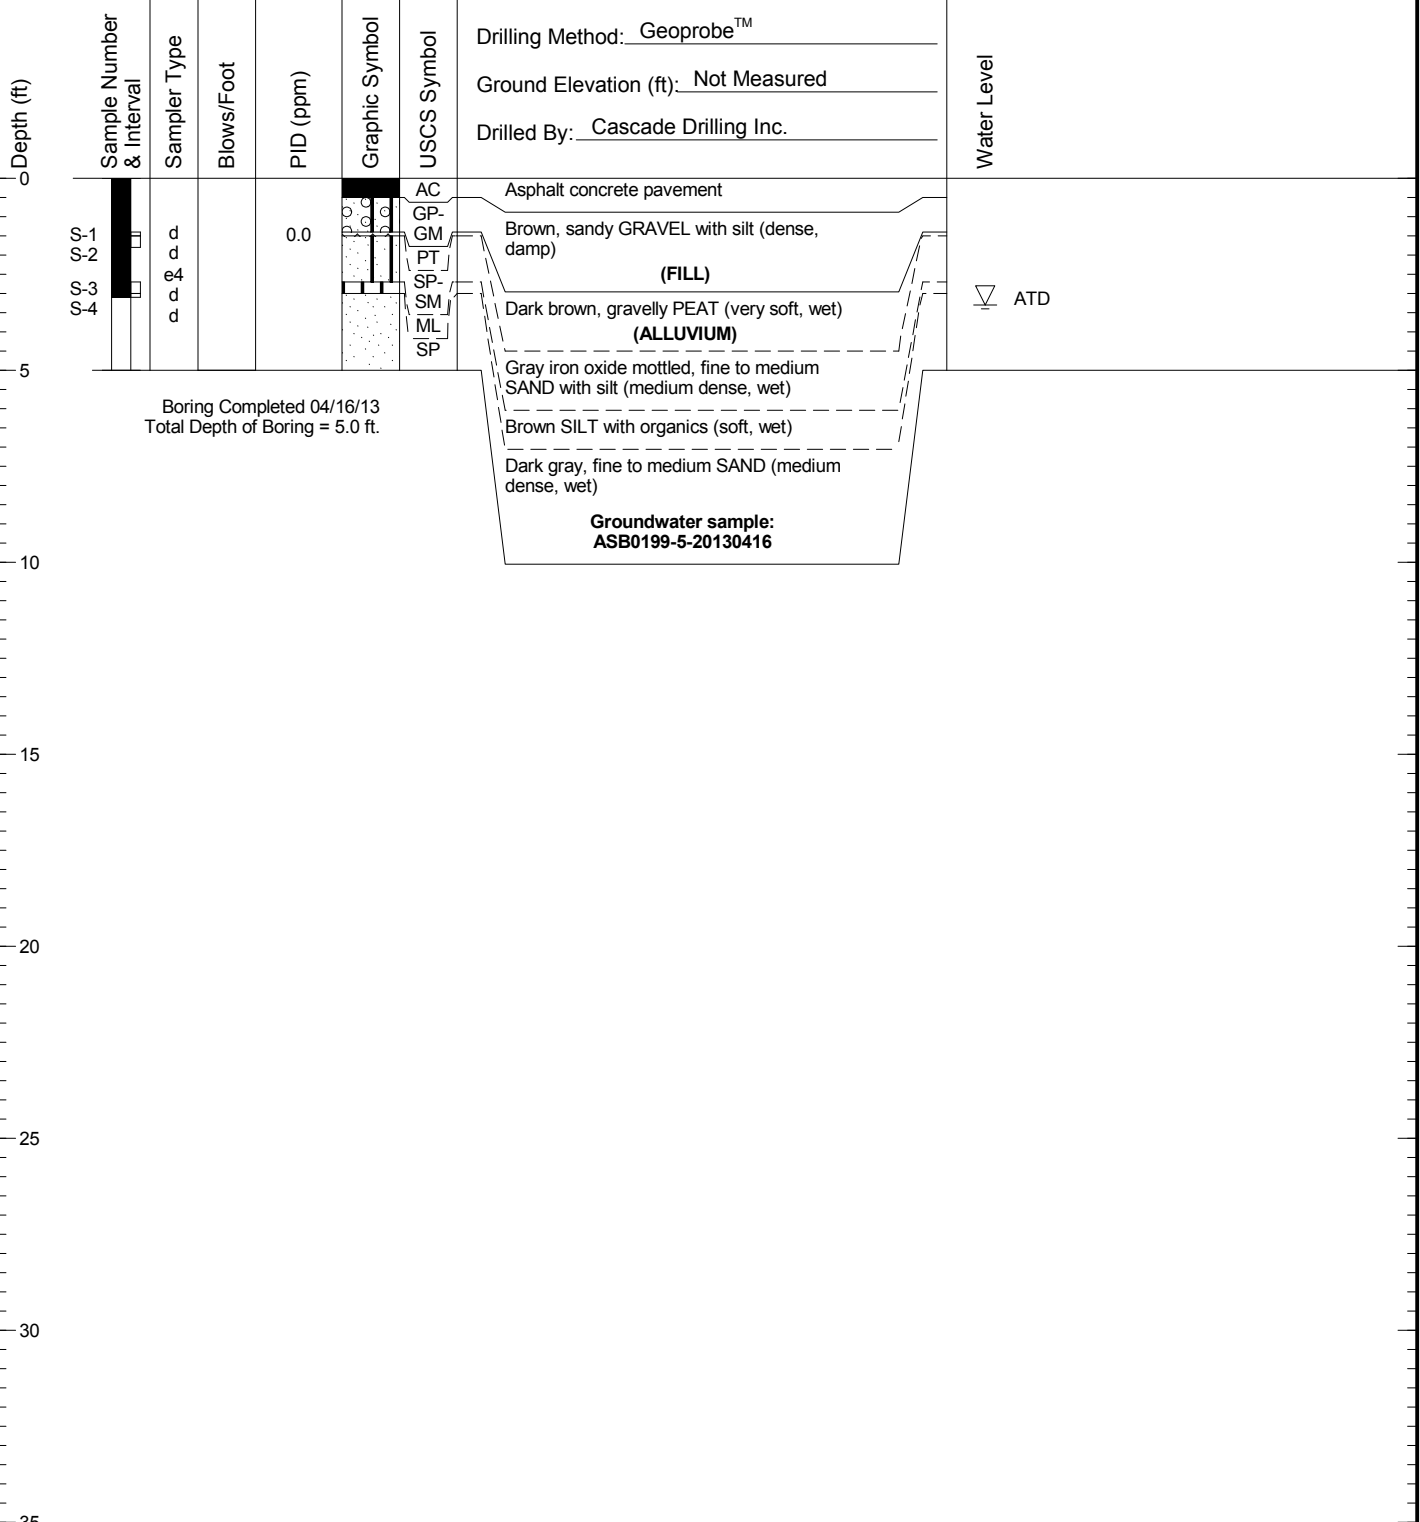 Depth (ft)
Sample Number
& Interval
Sampler Type
Blows/Foot
PID (ppm)
Graphic Symbol
USCS Symbol
Drilling Method: Geoprobe™
Ground Elevation (ft): Not Measured
Drilled By: Cascade Drilling Inc.
Water Level
0
AC
Asphalt concrete pavement
GP-
GM
Brown, sandy GRAVEL with silt (dense,
damp)
(FILL)
S-1
d
0.0
S-2
d
PT
e4
SP-
SM
S-3
d
S-4
d
ML
SP
Dark brown, gravelly PEAT (very soft, wet)
(ALLUVIUM)
ATD
5
Gray iron oxide mottled, fine to medium
SAND with silt (medium dense, wet)
Boring Completed 04/16/13
Total Depth of Boring = 5.0 ft.
Brown SILT with organics (soft, wet)
Dark gray, fine to medium SAND (medium
dense, wet)
Groundwater sample:
ASB0199-5-20130416
10
15
20
25
30
35